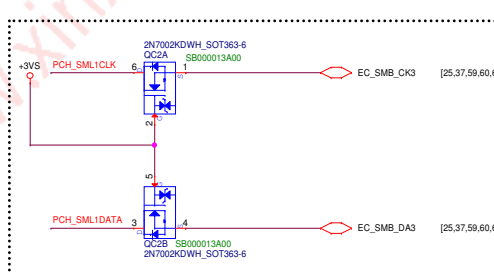 2N7002KDWH_SOT363-6
QC2A
SB000013A00
+3VS
PCH_SML1CLK
6
1
D
S
EC_SMB_CK3
[25,37,59,60,6
2
G
5
G
PCH_SML1DATA
3
4
D
S
EC_SMB_DA3
[25,37,59,60,6
QC2B
SB000013A00
2N7002KDWH_SOT363-6